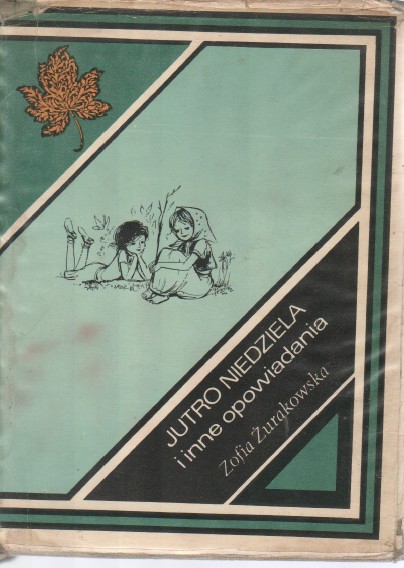 JUTRO NIEDZIELA
i inne opowiadania
Zofia Żurakowska